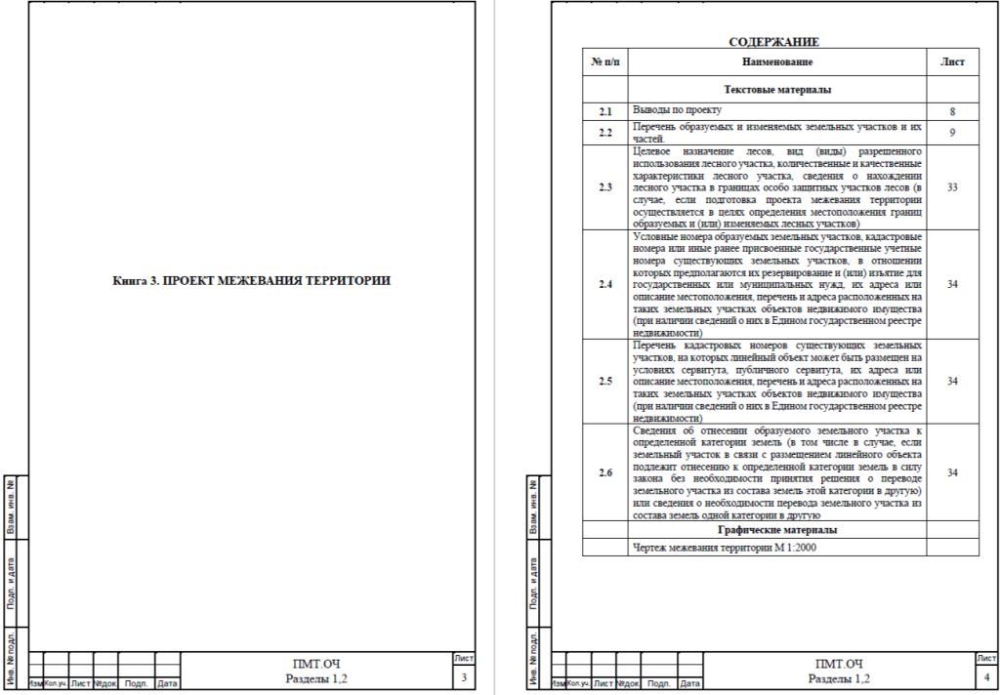 Книга 3. ПРОЕКТ МЕЖЕВАНИЯ ТЕРРИТОРИИ
Взам. инв. №
Подп. и дата
Инв. № подл.
Изм Кол.уч. Лист №док. Подп. Дата
ПМТ.ОЧ
Разделы 1,2
Лист
3
СОДЕРЖАНИЕ
№ п/п Наименование Лист
Текстовые материалы
2.1 Выводы по проекту 8
2.2 Перечень образуемых и изменяемых земельных участков и их
частей. 9
2.3 Целевое назначение лесов, вид (виды) разрешенного
использования лесного участка, количественные и качественные
характеристики лесного участка, сведения о нахождении
лесного участка в границах особо защитных участков лесов (в
случае, если подготовка проекта межевания территории
осуществляется в целях определения местоположения границ
образуемых и (или) изменяемых лесных участков) 33
2.4 Условные номера образуемых земельных участков, кадастровые
номера или иные ранее присвоенные государственные учетные
номера существующих земельных участков, в отношении
которых предполагаются их резервирование и (или) изъятие для
государственных или муниципальных нужд, их адреса или
описание местоположения, перечень и адреса расположенных на
таких земельных участках объектов недвижимого имущества
(при наличии сведений о них в Едином государственном реестре
недвижимости) 34
2.5 Перечень кадастровых номеров существующих земельных
участков, на которых линейный объект может быть размещен на
условиях сервитута, публичного сервитута, их адреса или
описание местоположения, перечень и адреса расположенных на
таких земельных участках объектов недвижимого имущества
(при наличии сведений о них в Едином государственном реестре
недвижимости) 34
2.6 Сведения об отнесении образуемого земельного участка к
определенной категории земель (в том числе в случае, если
земельный участок в связи с размещением линейного объекта
подлежит отнесению к определенной категории земель в силу
закона без необходимости принятия решения о переводе
земельного участка из состава земель этой категории в другую)
или сведения о необходимости перевода земельного участка из
состава земель одной категории в другую 34
Графические материалы
Чертеж межевания территории М 1:2000
Взам. инв. №
Подп. и дата
Инв. № подл.
Изм Кол.уч. Лист №док. Подп. Дата
ПМТ.ОЧ
Разделы 1,2
Лист
4